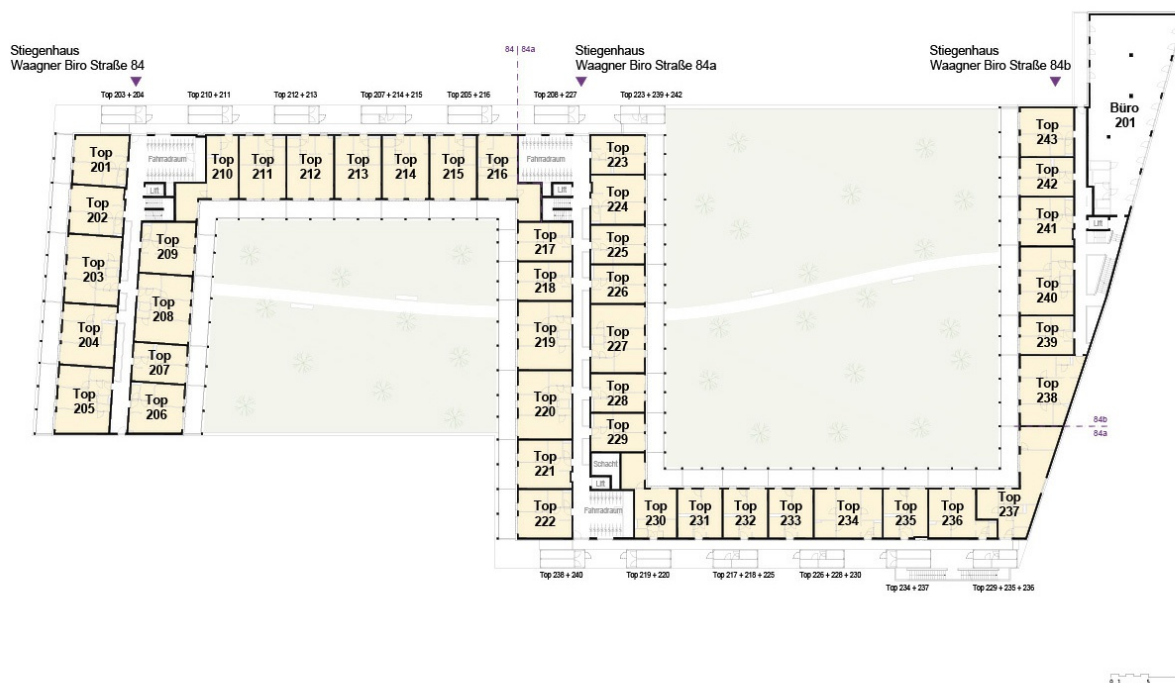 Stiegenhaus
Waagner Biro Straße 84
84 | 84a
Stiegenhaus
Waagner Biro Straße 84a
Stiegenhaus
Waagner Biro Straße 84b
Top 203 + 204
Top 210 + 211
Top 212 + 213
Top 207 + 214 + 215
Top 205 + 216
Top 208 + 227
Top 223 + 239 + 242
Büro
201
Top
201
Fahrradraum
Top
210
Top
211
Top
212
Top
213
Top
214
Top
215
Top
216
Fahrradraum
Top
223
Top
243
Lift
Lift
Top
202
Top
224
Top
242
Top
209
Top
217
Top
241
Lift
Top
203
Top
225
Top
218
Top
226
Top
240
Top
208
Top
219
Top
227
Top
204
Top
239
Top
207
Top
228
Top
238
Top
205
Top
206
Top
220
Top
229
84b
84a
Top
221
Schacht
Lift
Top
222
Fahrradraum
Top
230
Top
231
Top
232
Top
233
Top
234
Top
235
Top
236
Top
237
Top 238 + 240
Top 219 + 220
Top 217 + 218 + 225
Top 226 + 228 + 230
Top 234 + 237
Top 229 + 235 + 236
0 1 5